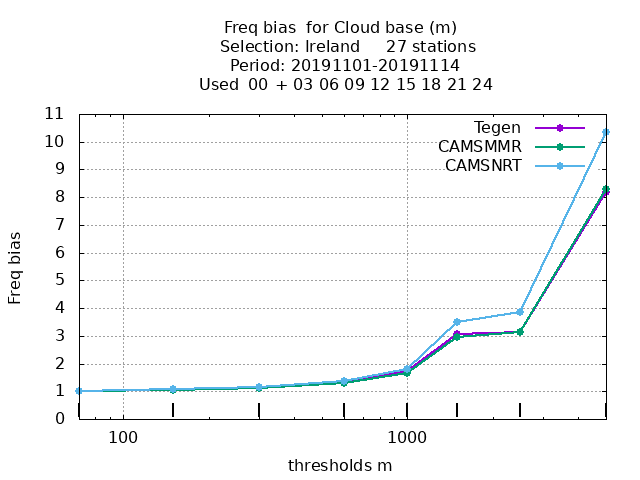 Freq bias  for Cloud base (m)
Selection: Ireland     27 stations
Period: 20191101-20191114
Used  00 + 03 06 09 12 15 18 21 24
11
10
9
8
7
6
5
4
3
2
1
0
Freq bias
Tegen
CAMSMMR
CAMSNRT
100
1000
thresholds m